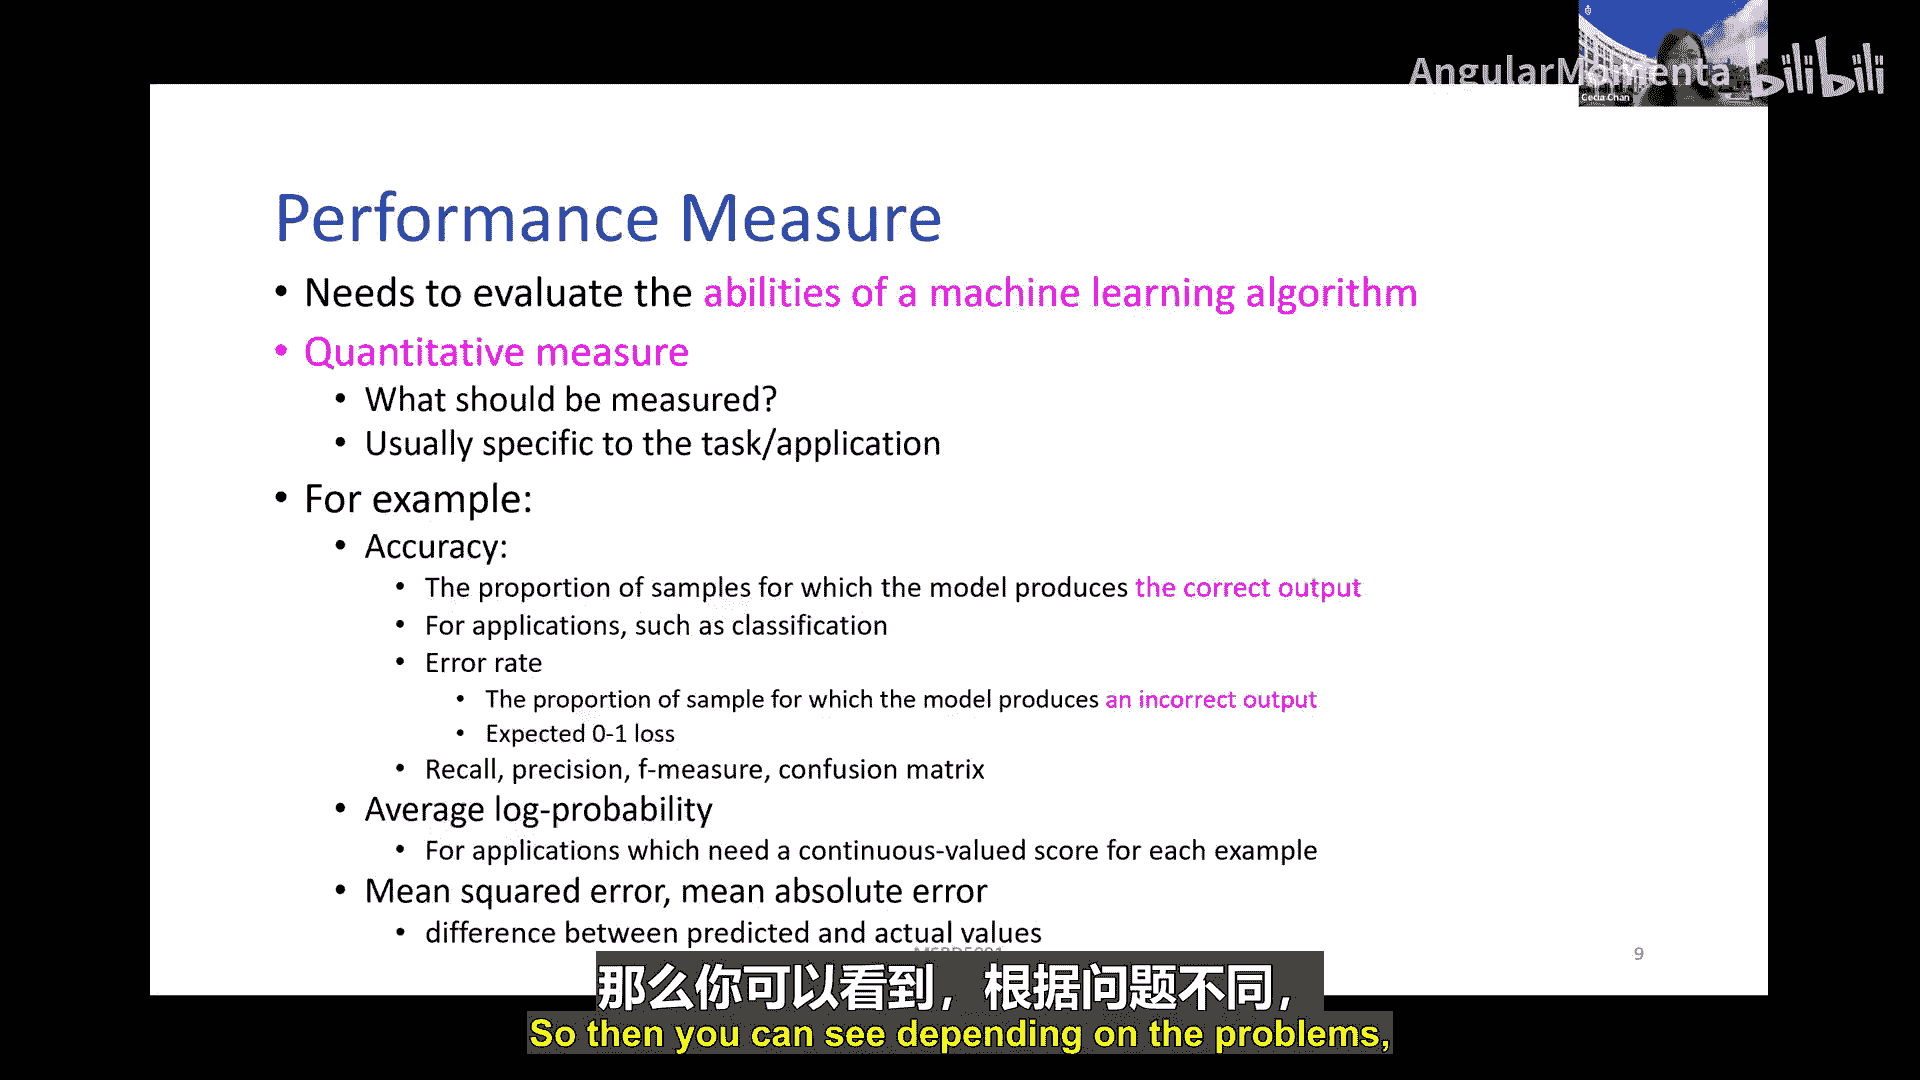 AngularMomenta
bilibili
Cecia Chan
Performance Measure
• Needs to evaluate the abilities of a machine learning algorithm
• Quantitative measure
• What should be measured?
• Usually specific to the task/application
• For example:
• Accuracy:
• The proportion of samples for which the model produces the correct output
• For applications, such as classification
• Error rate
• The proportion of sample for which the model produces an incorrect output
• Expected 0-1 loss
• Recall, precision, f-measure, confusion matrix
• Average log-probability
• For applications which need a continuous-valued score for each example
• Mean squared error, mean absolute error
• difference between predicted and actual values
9
那么你可以看到，根据问题不同，
So then you can see depending on the problems,